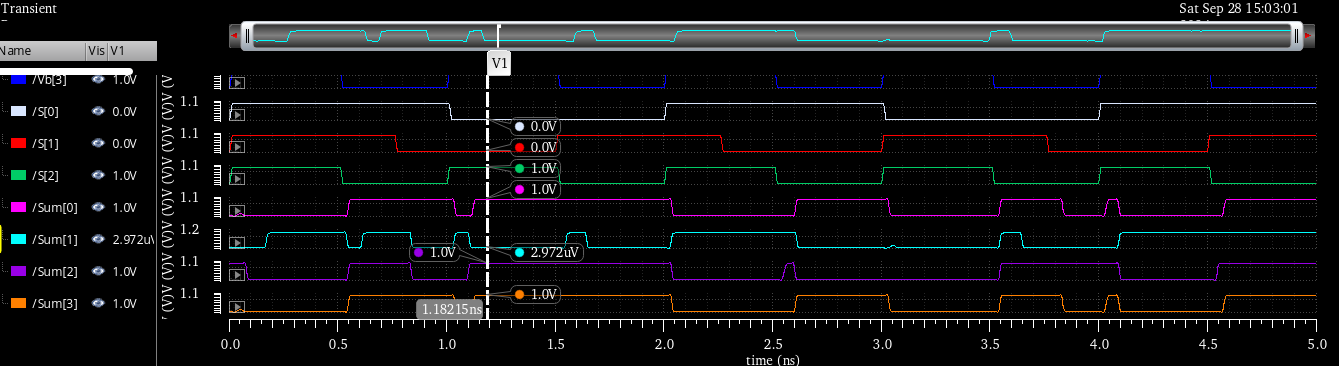 Transient
Sat Sep 28 15:03:01
Name Vis V1
V1
/Vb[3] 1.0V
/S[0] 0.0V
1.1
0.0V
/S[1] 0.0V
1.1
0.0V
/S[2] 1.0V
1.1
1.0V
1.0V
/Sum[0] 1.0V
1.1
/Sum[1] 2.972u
1.2
1.0V
2.972uV
/Sum[2] 1.0V
1.1
/Sum[3] 1.0V
1.1
1.0V
1.18215ns
0.0 0.5 1.0 1.5 2.0 2.5 3.0 3.5 4.0 4.5 5.0
time (ns)